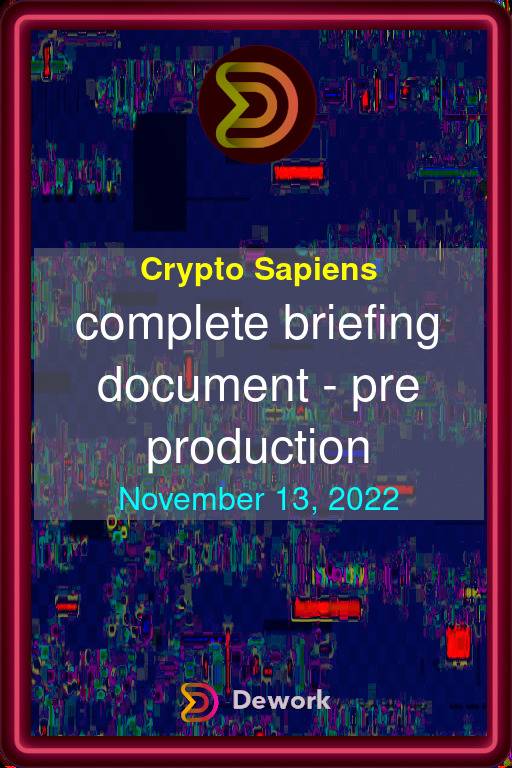 Crypto Sapiens
complete briefing
document - pre
production
November 13, 2022
Dework